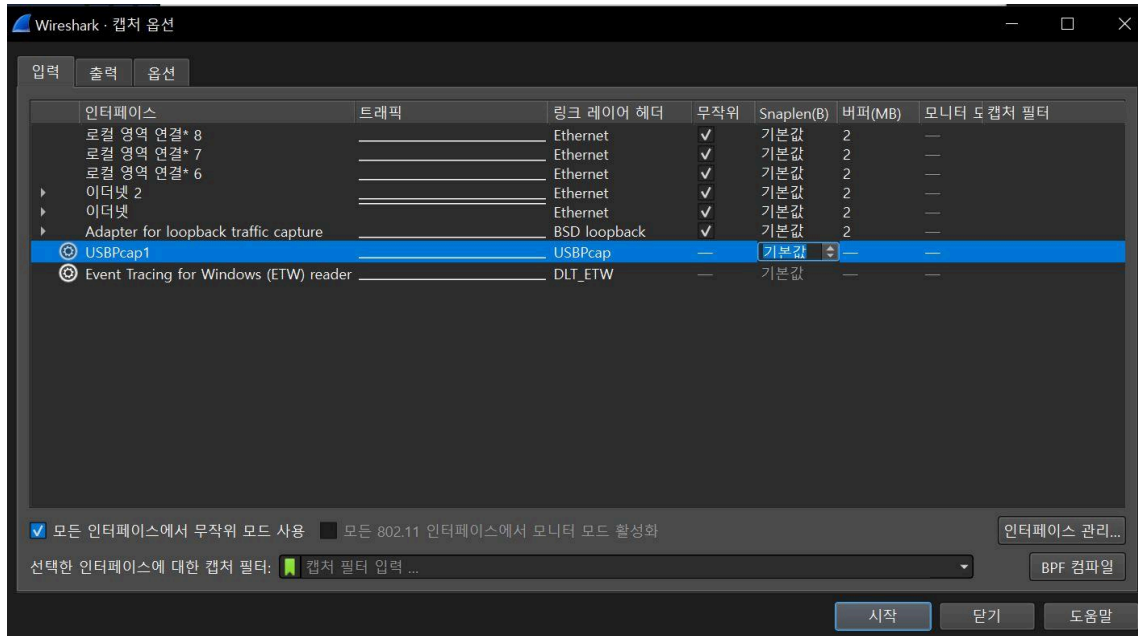 Wireshark · 캡처 옵션
입력 출력 옵션
인터페이스 트래픽 링크 레이어 헤더 무작위 Snaplen(B) 버퍼(MB) 모니터 모 캡처 필터
로컬 영역 연결* 8 Ethernet 기본값 2 —
로컬 영역 연결* 7 Ethernet 기본값 2 —
로컬 영역 연결* 6 Ethernet 기본값 2 —
이더넷 2 Ethernet 기본값 2 —
이더넷 Ethernet 기본값 2 —
Adapter for loopback traffic capture BSD loopback 기본값 2 —
USBPcap1 USBPcap — 기본값 — —
Event Tracing for Windows (ETW) reader DLT_ETW — 기본값 — —
모든 인터페이스에서 무작위 모드 사용 모든 802.11 인터페이스에서 모니터 모드 활성화 인터페이스 관리...
선택한 인터페이스에 대한 캡처 필터: 캡처 필터 입력 ... BPF 컴파일
시작 닫기 도움말